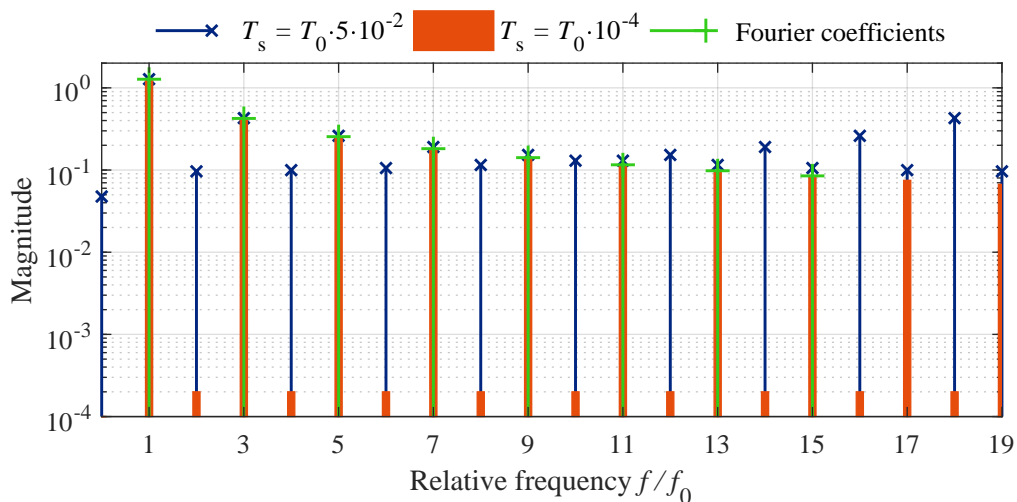 T_s = T_0·5·10^-2 T_s = T_0·10^-4 Fourier coefficients
Magnitude
10^0
10^-1
10^-2
10^-3
10^-4
1 3 5 7 9 11 13 15 17 19
Relative frequency f/f_0